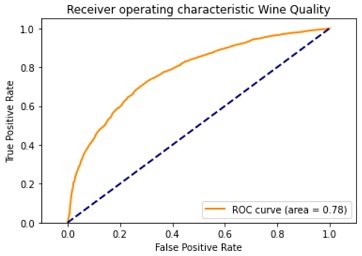 Receiver operating characteristic Wine Quality
True Positive Rate
1.0
0.8
0.6
0.4
0.2
0.0
ROC curve (area = 0.78)
0.0 0.2 0.4 0.6 0.8 1.0
False Positive Rate